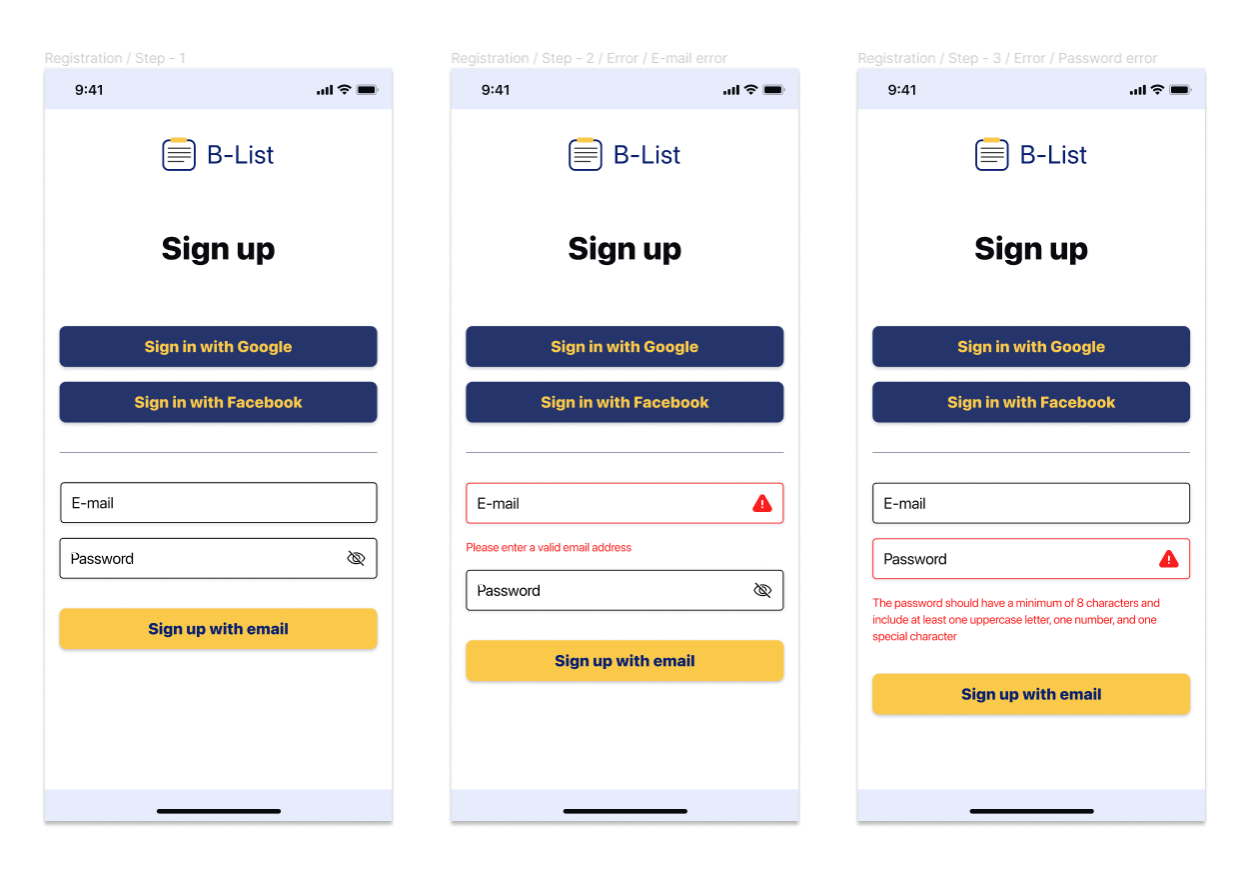 Registration / Step - 1
9:41
B-List
Sign up
Sign in with Google
Sign in with Facebook
E-mail
Password
Sign up with email
Registration / Step - 2 / Error / E-mail error
9:41
B-List
Sign up
Sign in with Google
Sign in with Facebook
E-mail
Please enter a valid email address
Password
Sign up with email
Registration / Step - 3 / Error / Password error
9:41
B-List
Sign up
Sign in with Google
Sign in with Facebook
E-mail
Password
The password should have a minimum of 8 characters and
include at least one uppercase letter, one number, and one
special character
Sign up with email